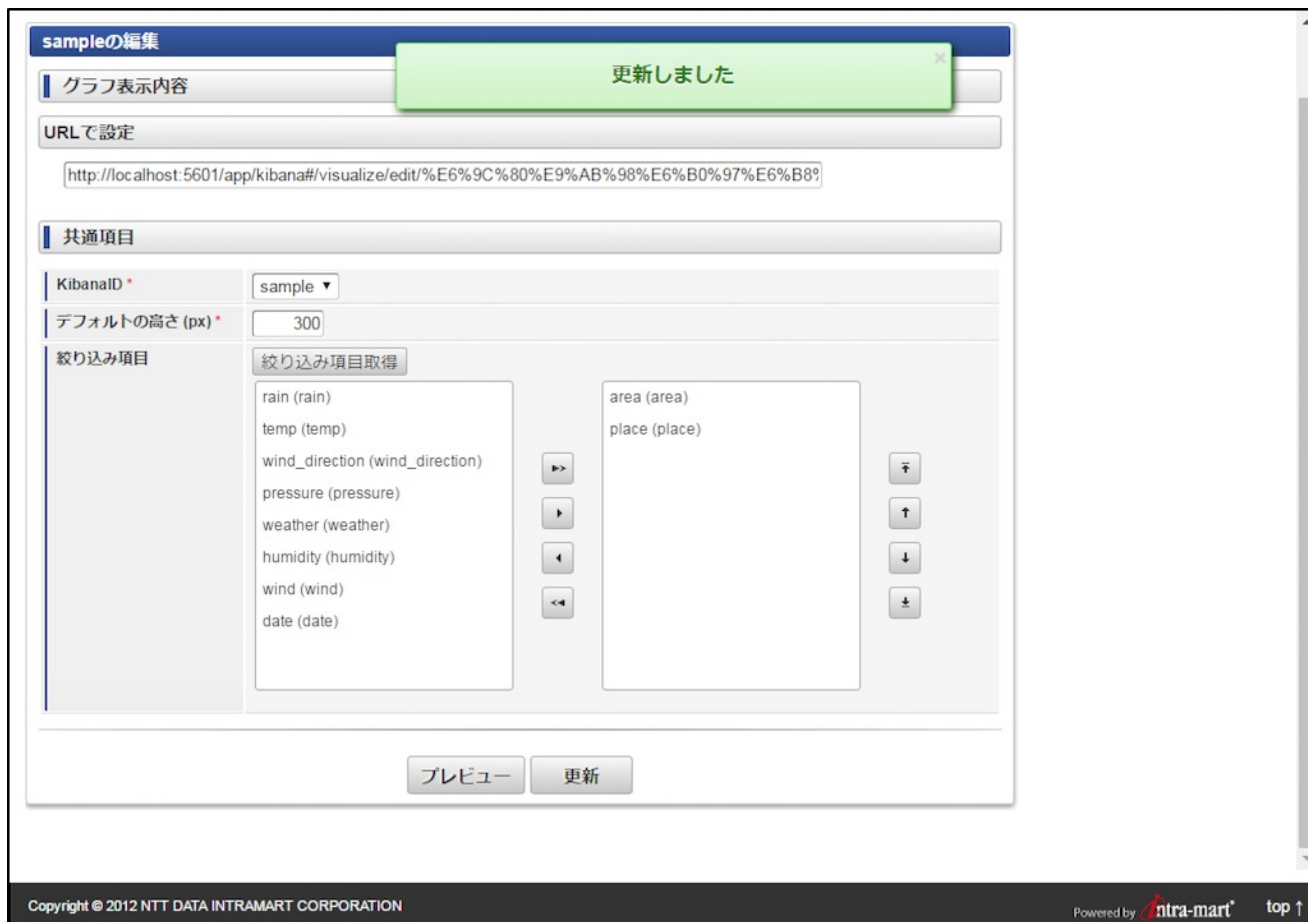 sampleの編集
更新しました
×
グラフ表示内容
URLで設定
http://localhost:5601/app/kibana#/visualize/edit/%E6%9C%80%E9%AB%98%E6%B0%97%E6%B8%
共通項目
KibanaID *
sample ▼
デフォルトの高さ (px) *
300
絞り込み項目
絞り込み項目取得
rain (rain)
temp (temp)
wind_direction (wind_direction)
pressure (pressure)
weather (weather)
humidity (humidity)
wind (wind)
date (date)
area (area)
place (place)
プレビュー
更新
Copyright © 2012 NTT DATA INTRAMART CORPORATION
Powered by intra-mart®
top ↑